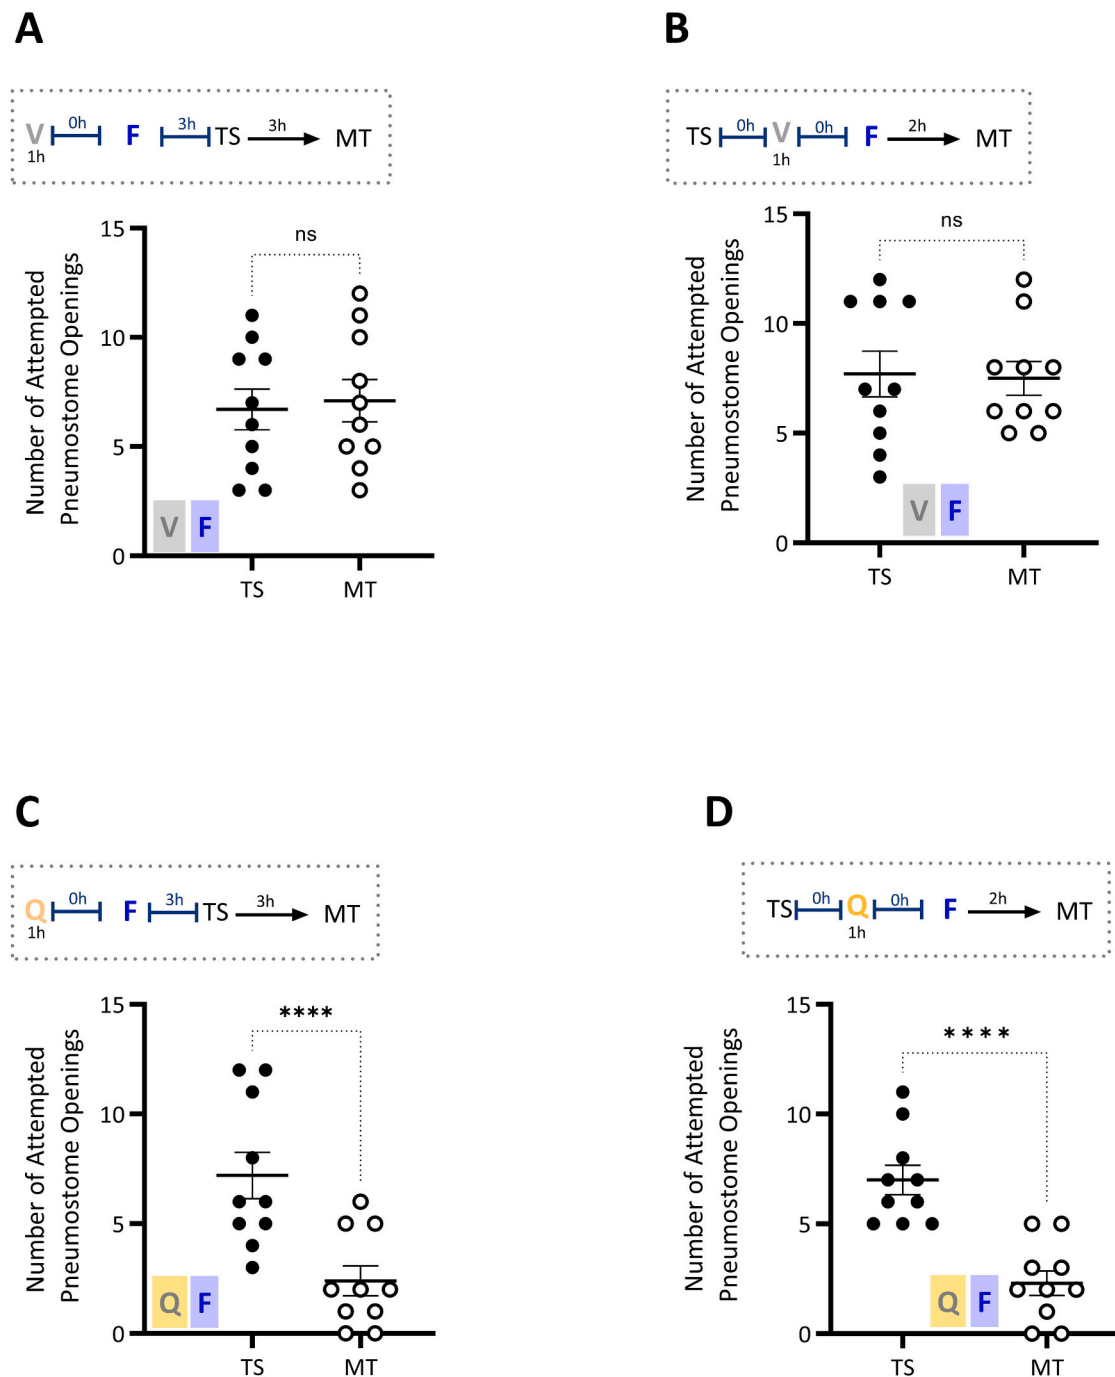 A
V 0h F 3h TS 3h MT
1h
Number of Attempted
Pneumostome Openings
15
10
5
0
ns
V F
TS MT
B
TS 0h V 0h F 2h MT
1h
Number of Attempted
Pneumostome Openings
15
10
5
0
ns
V F
TS MT
C
Q 0h F 3h TS 3h MT
1h
Number of Attempted
Pneumostome Openings
15
10
5
0
****
Q F
TS MT
D
TS 0h Q 0h F 2h MT
1h
Number of Attempted
Pneumostome Openings
15
10
5
0
****
Q F
TS MT